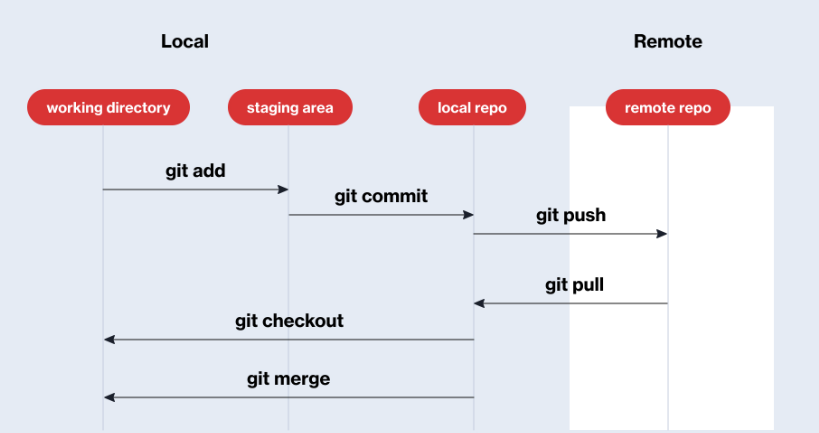 Local
Remote
working directory
staging area
local repo
remote repo
git add
git commit
git push
git pull
git checkout
git merge